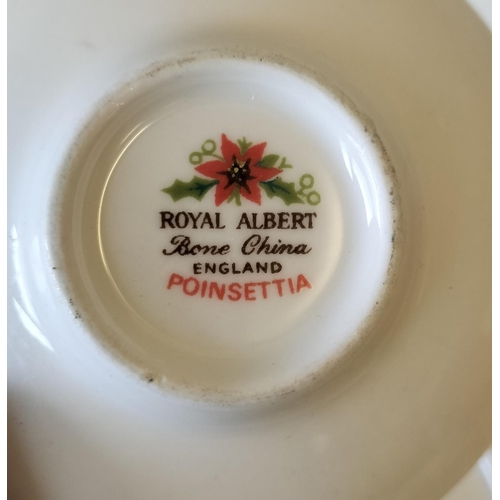 ROYAL ALBERT
Bone China
ENGLAND
POINSETTIA